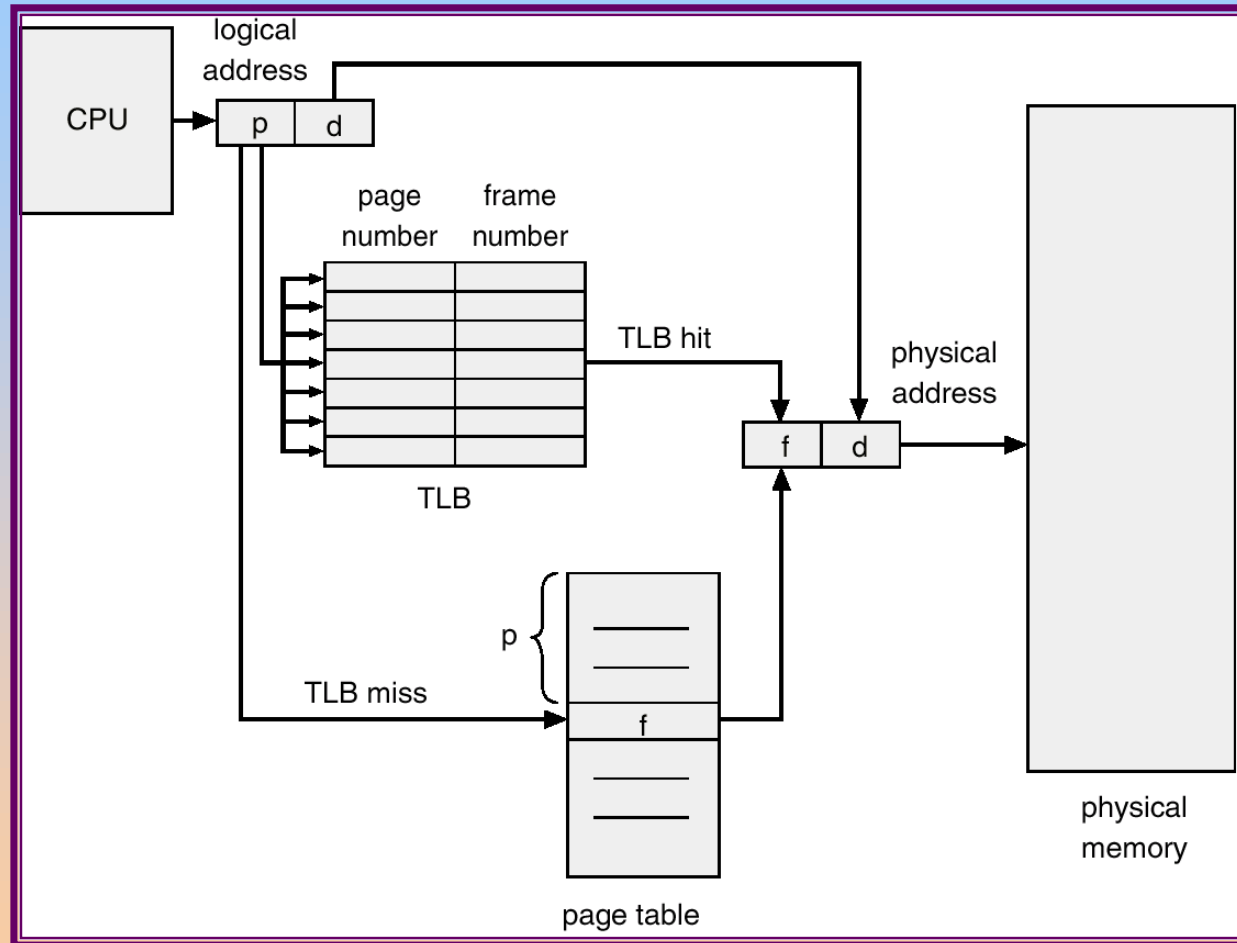 logical
address
CPU
p
d
page
number
frame
number
TLB hit
physical
address
f
d
TLB
p
TLB miss
f
physical
memory
page table